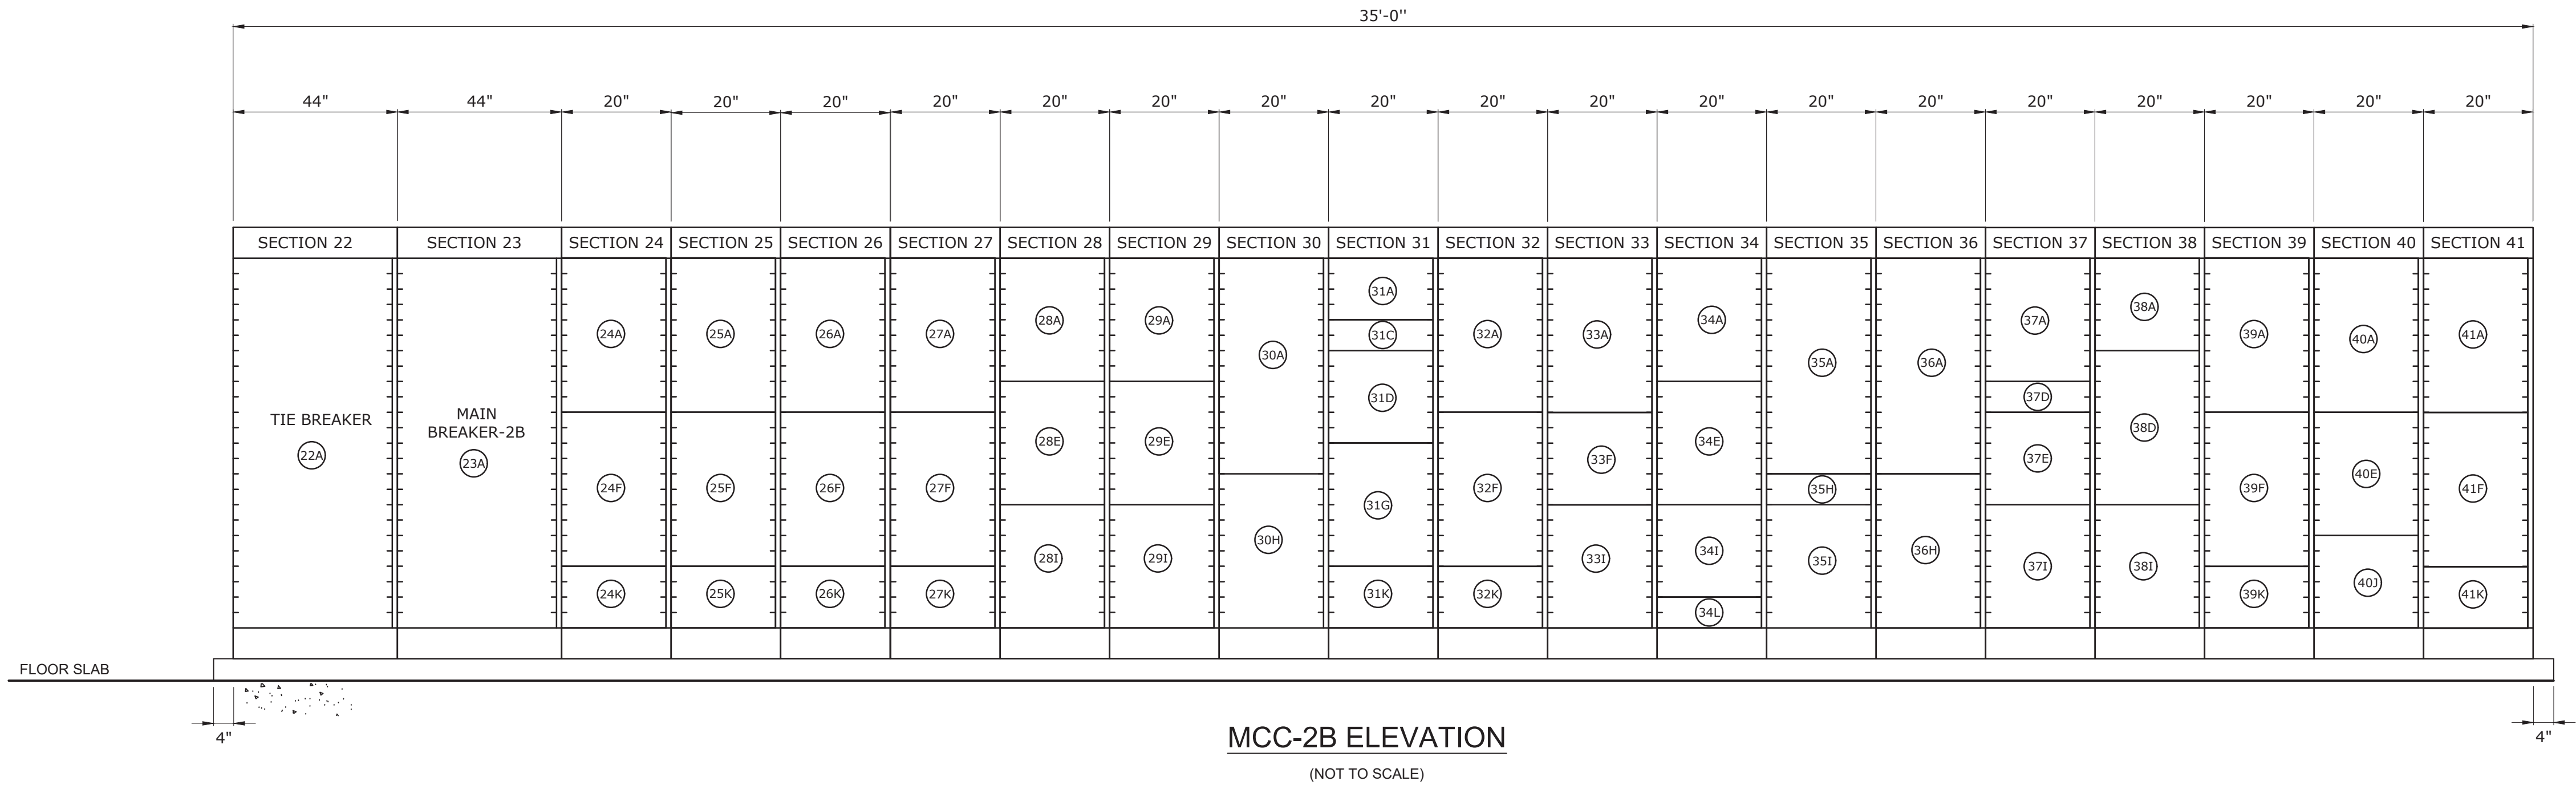 35'-0"
44" 44" 20" 20" 20" 20" 20" 20" 20" 20" 20" 20" 20" 20" 20" 20" 20" 20" 20" 20"
SECTION 22 SECTION 23 SECTION 24 SECTION 25 SECTION 26 SECTION 27 SECTION 28 SECTION 29 SECTION 30 SECTION 31 SECTION 32 SECTION 33 SECTION 34 SECTION 35 SECTION 36 SECTION 37 SECTION 38 SECTION 39 SECTION 40 SECTION 41
TIE BREAKER
22A
MAIN
BREAKER-2B
23A
24A
24F
24K
25A
25F
25K
26A
26F
26K
27A
27F
27K
28A
28E
28I
29A
29E
29I
30A
30H
31A
31C
31D
31G
31K
32A
32F
32K
33A
33F
33I
34A
34E
34I
34L
35A
35H
35I
36A
36H
37A
37D
37E
37I
38A
38D
38I
39A
39F
39K
40A
40E
40J
41A
41F
41K
FLOOR SLAB
4" 4"
MCC-2B ELEVATION
(NOT TO SCALE)